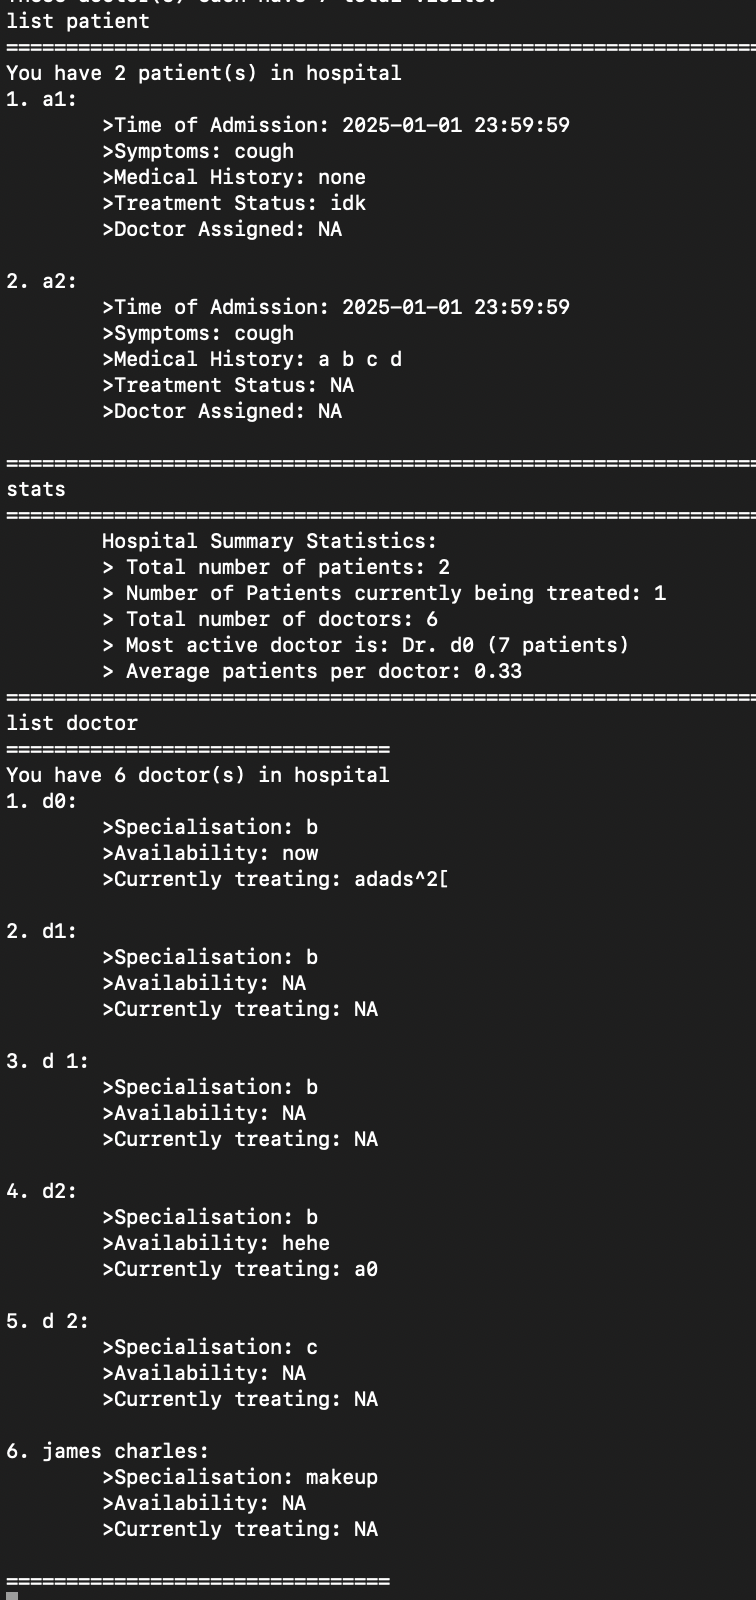 These doctor(s) each have 7 total visits.
list patient
===============================================================
You have 2 patient(s) in hospital
1. a1:
>Time of Admission: 2025-01-01 23:59:59
>Symptoms: cough
>Medical History: none
>Treatment Status: idk
>Doctor Assigned: NA
2. a2:
>Time of Admission: 2025-01-01 23:59:59
>Symptoms: cough
>Medical History: a b c d
>Treatment Status: NA
>Doctor Assigned: NA
===============================================================
stats
===============================================================
Hospital Summary Statistics:
> Total number of patients: 2
> Number of Patients currently being treated: 1
> Total number of doctors: 6
> Most active doctor is: Dr. d0 (7 patients)
> Average patients per doctor: 0.33
===============================================================
list doctor
================================
You have 6 doctor(s) in hospital
1. d0:
>Specialisation: b
>Availability: now
>Currently treating: adads^2[
2. d1:
>Specialisation: b
>Availability: NA
>Currently treating: NA
3. d 1:
>Specialisation: b
>Availability: NA
>Currently treating: NA
4. d2:
>Specialisation: b
>Availability: hehe
>Currently treating: a0
5. d 2:
>Specialisation: c
>Availability: NA
>Currently treating: NA
6. james charles:
>Specialisation: makeup
>Availability: NA
>Currently treating: NA
================================